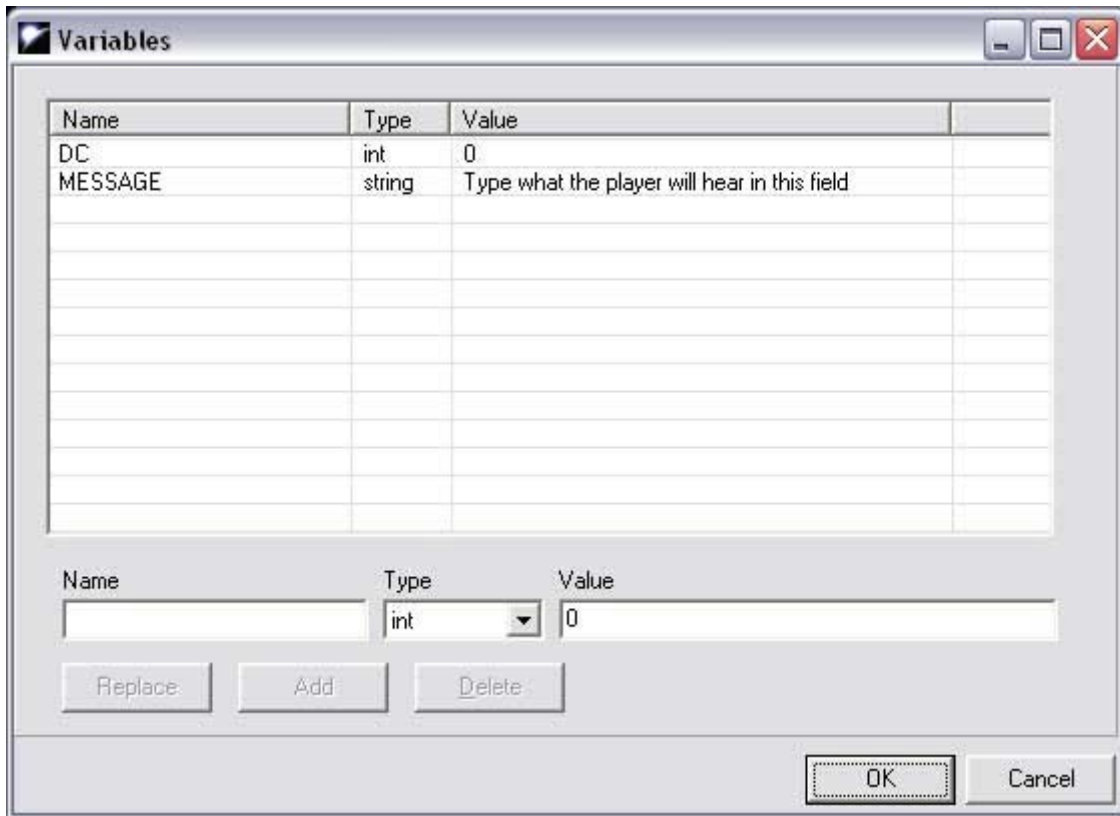 Variables
Name Type Value
DC int 0
MESSAGE string Type what the player will hear in this field
Name Type Value
int 0
Replace Add Delete
OK Cancel